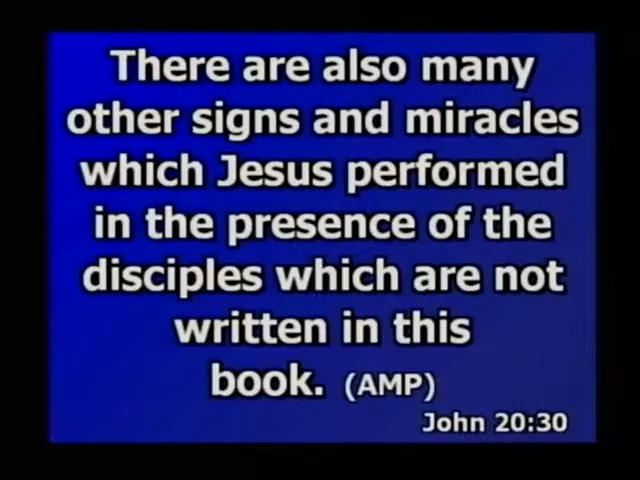 There are also many
other signs and miracles
which Jesus performed
in the presence of the
disciples which are not
written in this
book. (AMP)
John 20:30